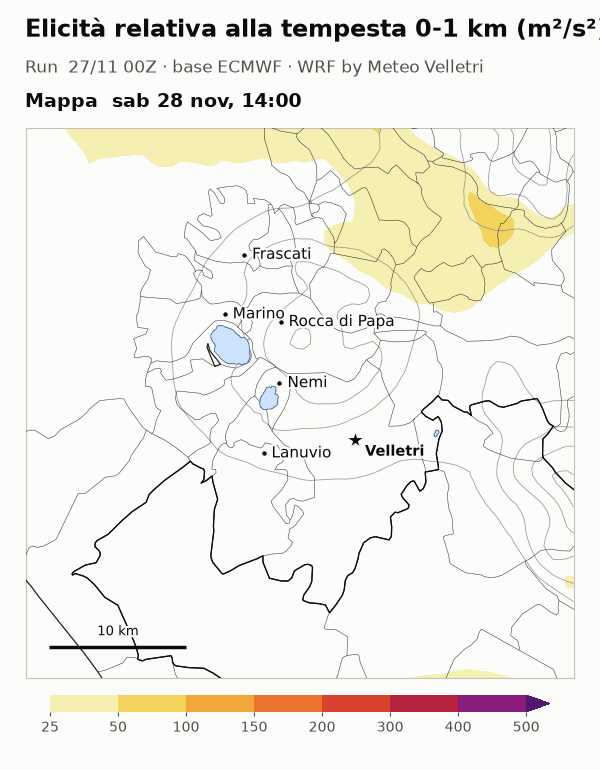 Elicità relativa alla tempesta 0-1 km (m²/s²)
Run 27/11 00Z · base ECMWF · WRF by Meteo Velletri
Mappa sab 28 nov, 14:00
Frascati
Marino
Rocca di Papa
Nemi
Velletri
Lanuvio
10 km
25 50 100 150 200 300 400 500